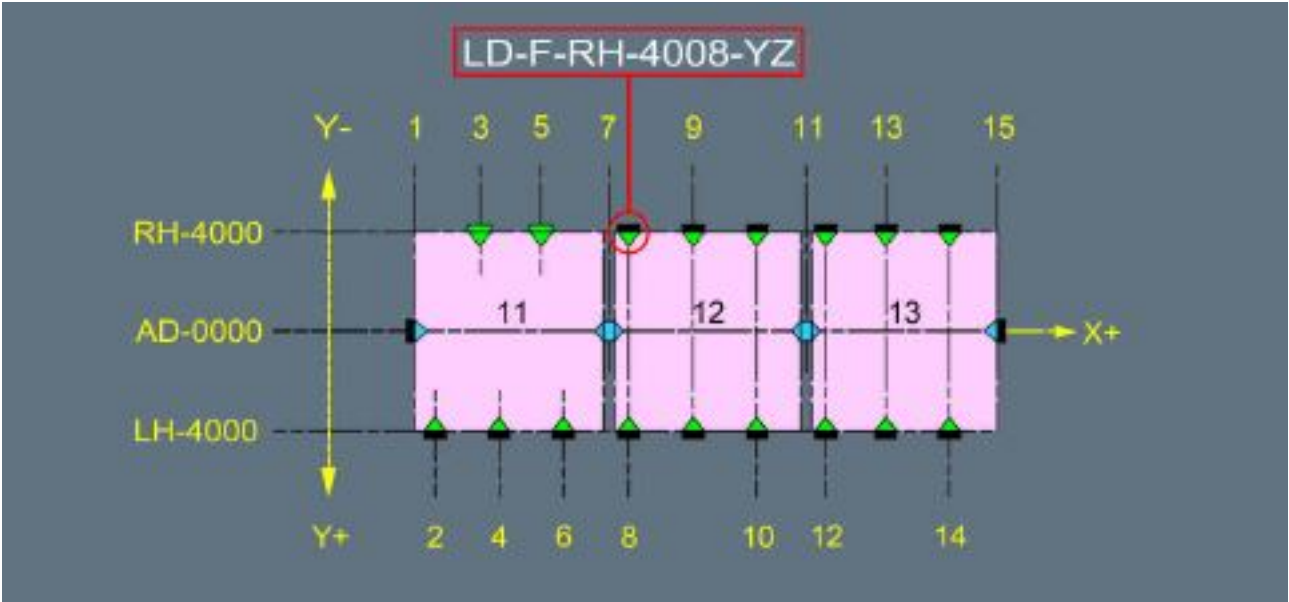 LD-F-RH-4008-YZ
Y- 1 3 5 7 9 11 13 15
RH-4000
11 12 13
AD-0000 X+
LH-4000
Y+ 2 4 6 8 10 12 14